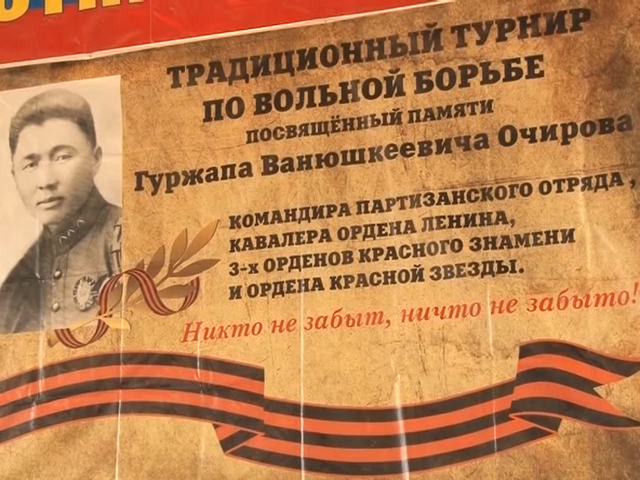 ТРАДИЦИОННЫЙ ТУРНИР
ПО ВОЛЬНОЙ БОРЬБЕ
ПОСВЯЩЁННЫЙ ПАМЯТИ
Гуржапа Ванюшкеевича Очирова
КОМАНДИРА ПАРТИЗАНСКОГО ОТРЯДА ,
КАВАЛЕРА ОРДЕНА ЛЕНИНА,
3-х ОРДЕНОВ КРАСНОГО ЗНАМЕНИ
И ОРДЕНА КРАСНОЙ ЗВЕЗДЫ.
Никто не забыт, ничто не забыто!